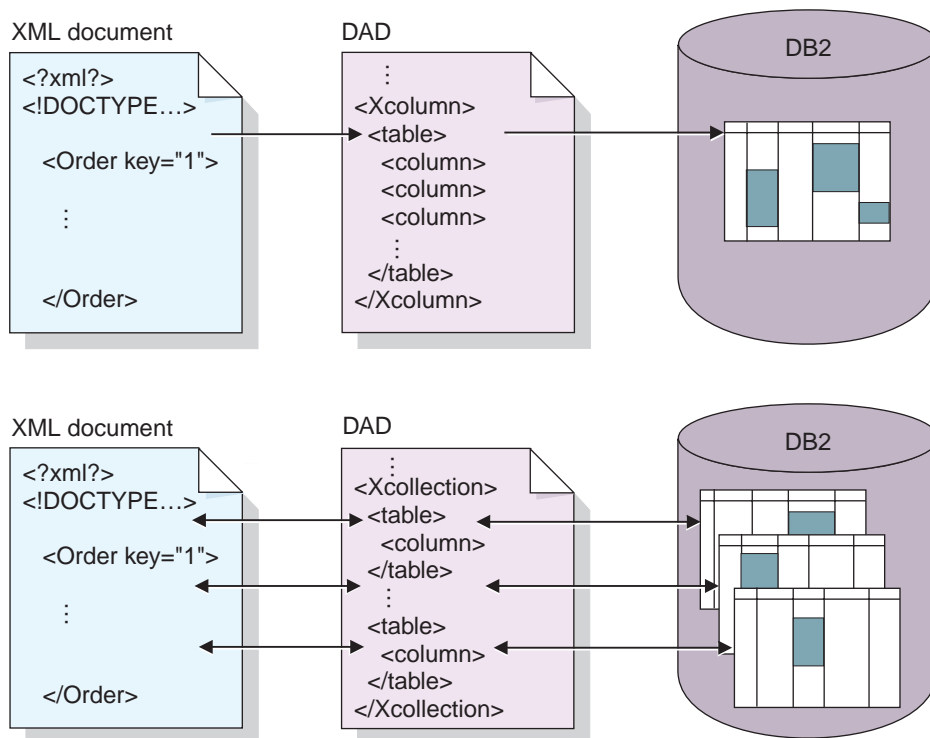 XML document
<?xml?>
<!DOCTYPE…>
<Order key="1">
⋮
</Order>
DAD
⋮
<Xcolumn>
<table>
<column>
<column>
<column>
⋮
</table>
</Xcolumn>
DB2
XML document
<?xml?>
<!DOCTYPE…>
<Order key="1">
⋮
</Order>
DAD
⋮
<Xcollection>
<table>
<column>
</table>
⋮
<table>
<column>
</table>
</Xcollection>
DB2